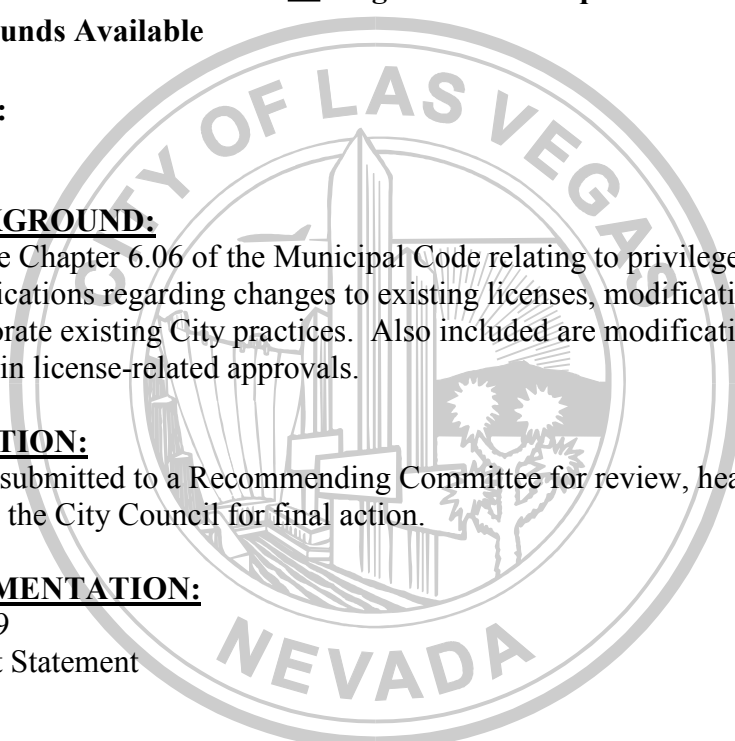 unds Available
:
KGROUND:
e Chapter 6.06 of the Municipal Code relating to privilege
ications regarding changes to existing licenses, modificati
orate existing City practices. Also included are modificati
in license-related approvals.
TION:
submitted to a Recommending Committee for review, hea
the City Council for final action.
MENTATION:
9
t Statement
CITY OF LAS VEGAS
NEVADA